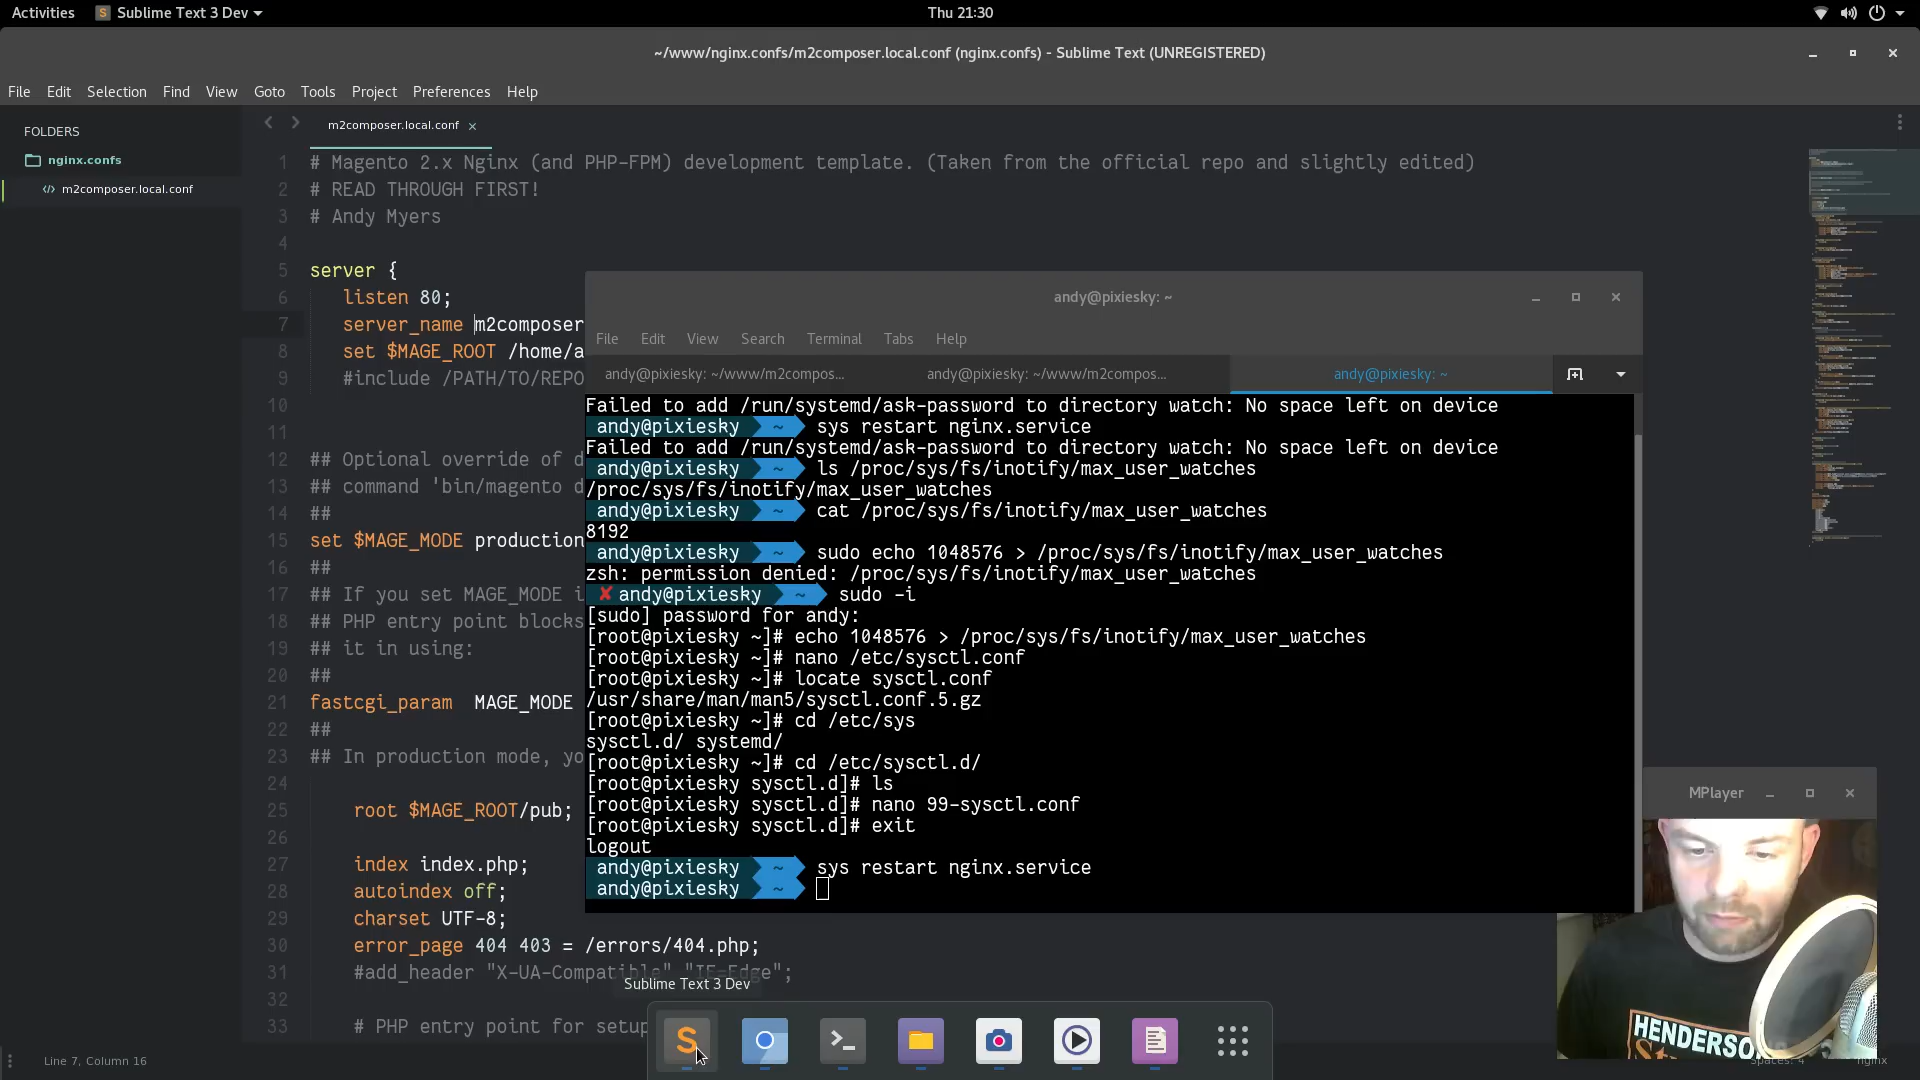 Activities
Sublime Text 3 Dev
Thu 21:30
~/www/nginx.confs/m2composer.local.conf (nginx.confs) - Sublime Text (UNREGISTERED)
File Edit Selection Find View Goto Tools Project Preferences Help
FOLDERS
nginx.confs
m2composer.local.conf
m2composer.local.conf
1 # Magento 2.x Nginx (and PHP-FPM) development template. (Taken from the official repo and slightly edited)
2 # READ THROUGH FIRST!
3 # Andy Myers
4
5 server {
6 listen 80;
7 server_name m2composer
8 set $MAGE_ROOT /home/a
9 #include /PATH/TO/REPO
10
11
12 ## Optional override of d
13 ## command 'bin/magento d
14 ##
15 set $MAGE_MODE production
16 ##
17 ## If you set MAGE_MODE i
18 ## PHP entry point blocks
19 ## it in using:
20 ##
21 fastcgi_param MAGE_MODE
22 ##
23 ## In production mode, yo
24
25 root $MAGE_ROOT/pub;
26
27 index index.php;
28 autoindex off;
29 charset UTF-8;
30 error_page 404 403 = /errors/404.php;
31 #add_header "X-UA-Compatible" "IE=Edge";
32
33 # PHP entry point for setup
andy@pixiesky: ~
File Edit View Search Terminal Tabs Help
andy@pixiesky: ~/www/m2compos...
andy@pixiesky: ~/www/m2compos...
andy@pixiesky: ~
Failed to add /run/systemd/ask-password to directory watch: No space left on device
andy@pixiesky ~ sys restart nginx.service
Failed to add /run/systemd/ask-password to directory watch: No space left on device
andy@pixiesky ~ ls /proc/sys/fs/inotify/max_user_watches
/proc/sys/fs/inotify/max_user_watches
andy@pixiesky ~ cat /proc/sys/fs/inotify/max_user_watches
8192
andy@pixiesky ~ sudo echo 1048576 > /proc/sys/fs/inotify/max_user_watches
zsh: permission denied: /proc/sys/fs/inotify/max_user_watches
✘ andy@pixiesky ~ sudo -i
[sudo] password for andy:
[root@pixiesky ~]# echo 1048576 > /proc/sys/fs/inotify/max_user_watches
[root@pixiesky ~]# nano /etc/sysctl.conf
[root@pixiesky ~]# locate sysctl.conf
/usr/share/man/man5/sysctl.conf.5.gz
[root@pixiesky ~]# cd /etc/sys
sysctl.d/ systemd/
[root@pixiesky ~]# cd /etc/sysctl.d/
[root@pixiesky sysctl.d]# ls
[root@pixiesky sysctl.d]# nano 99-sysctl.conf
[root@pixiesky sysctl.d]# exit
logout
andy@pixiesky ~ sys restart nginx.service
andy@pixiesky ~
MPlayer
HENDERSO
Sublime Text 3 Dev
Line 7, Column 16
Spaces: 4
nginx